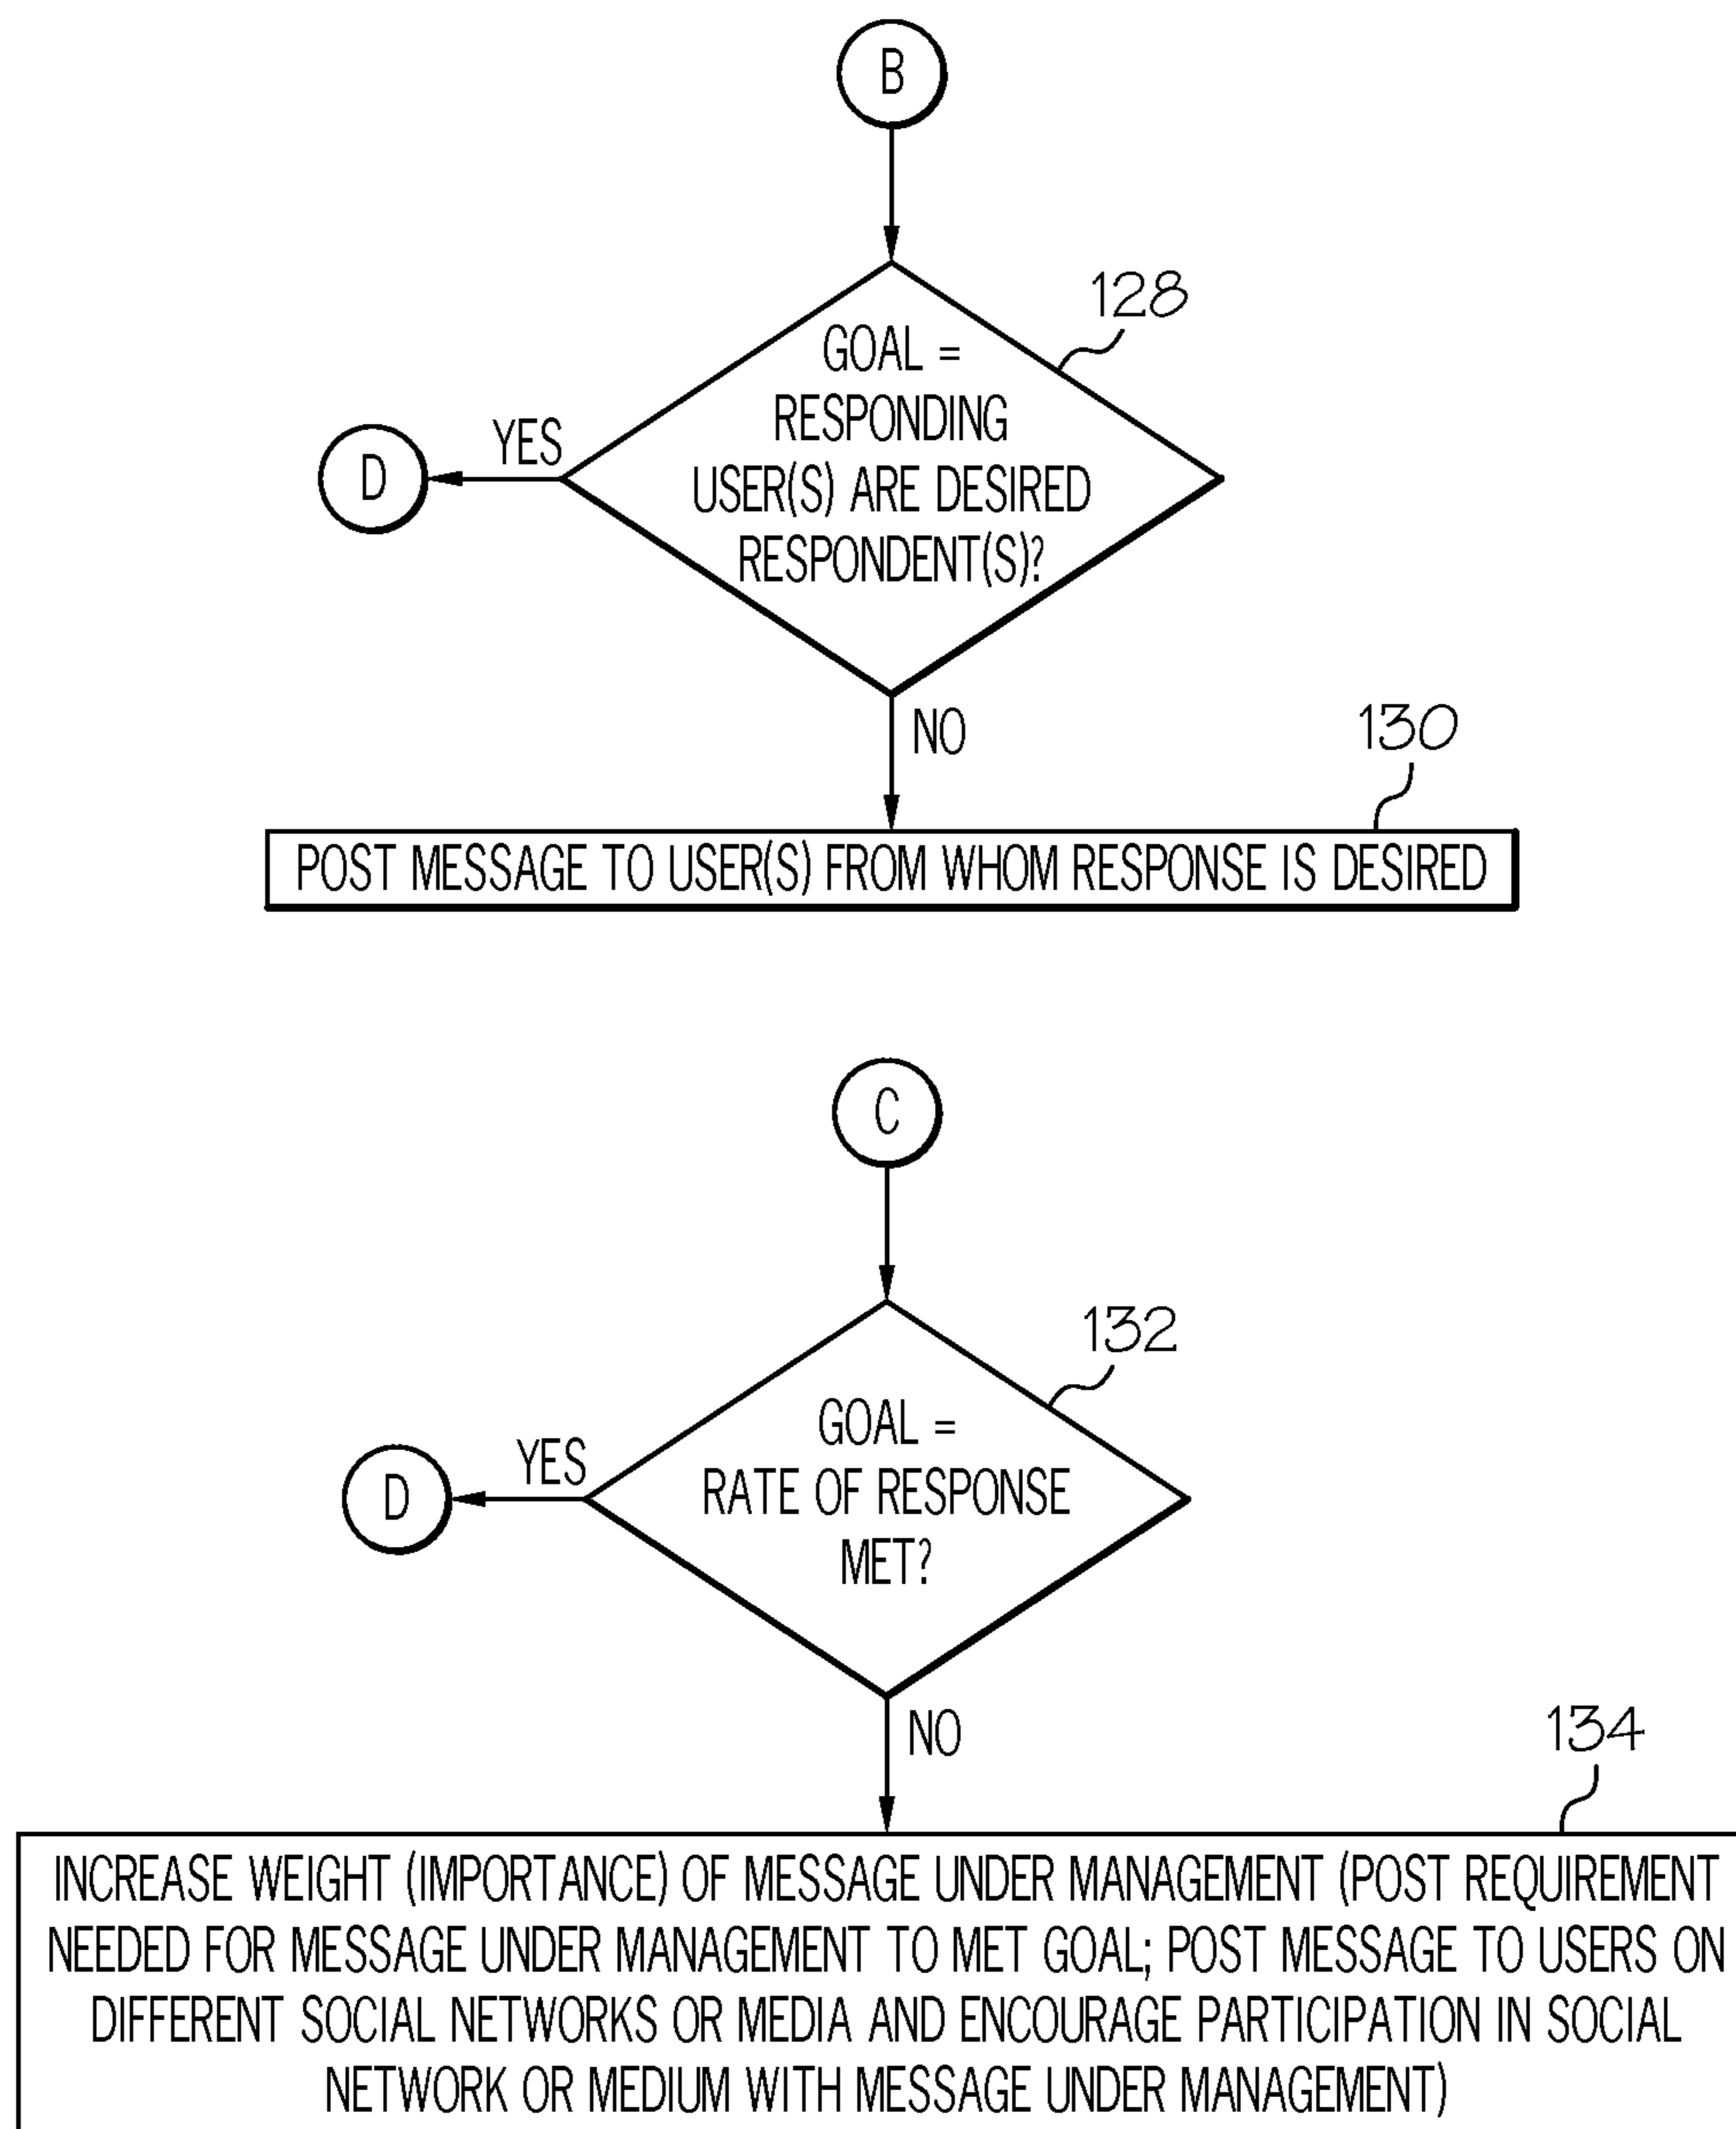 B
128
GOAL =
RESPONDING
USER(S) ARE DESIRED
RESPONDENT(S)?
YES
D
NO
130
POST MESSAGE TO USER(S) FROM WHOM RESPONSE IS DESIRED
C
132
GOAL =
RATE OF RESPONSE
MET?
YES
D
NO
134
INCREASE WEIGHT (IMPORTANCE) OF MESSAGE UNDER MANAGEMENT (POST REQUIREMENT
NEEDED FOR MESSAGE UNDER MANAGEMENT TO MET GOAL; POST MESSAGE TO USERS ON
DIFFERENT SOCIAL NETWORKS OR MEDIA AND ENCOURAGE PARTICIPATION IN SOCIAL
NETWORK OR MEDIUM WITH MESSAGE UNDER MANAGEMENT)